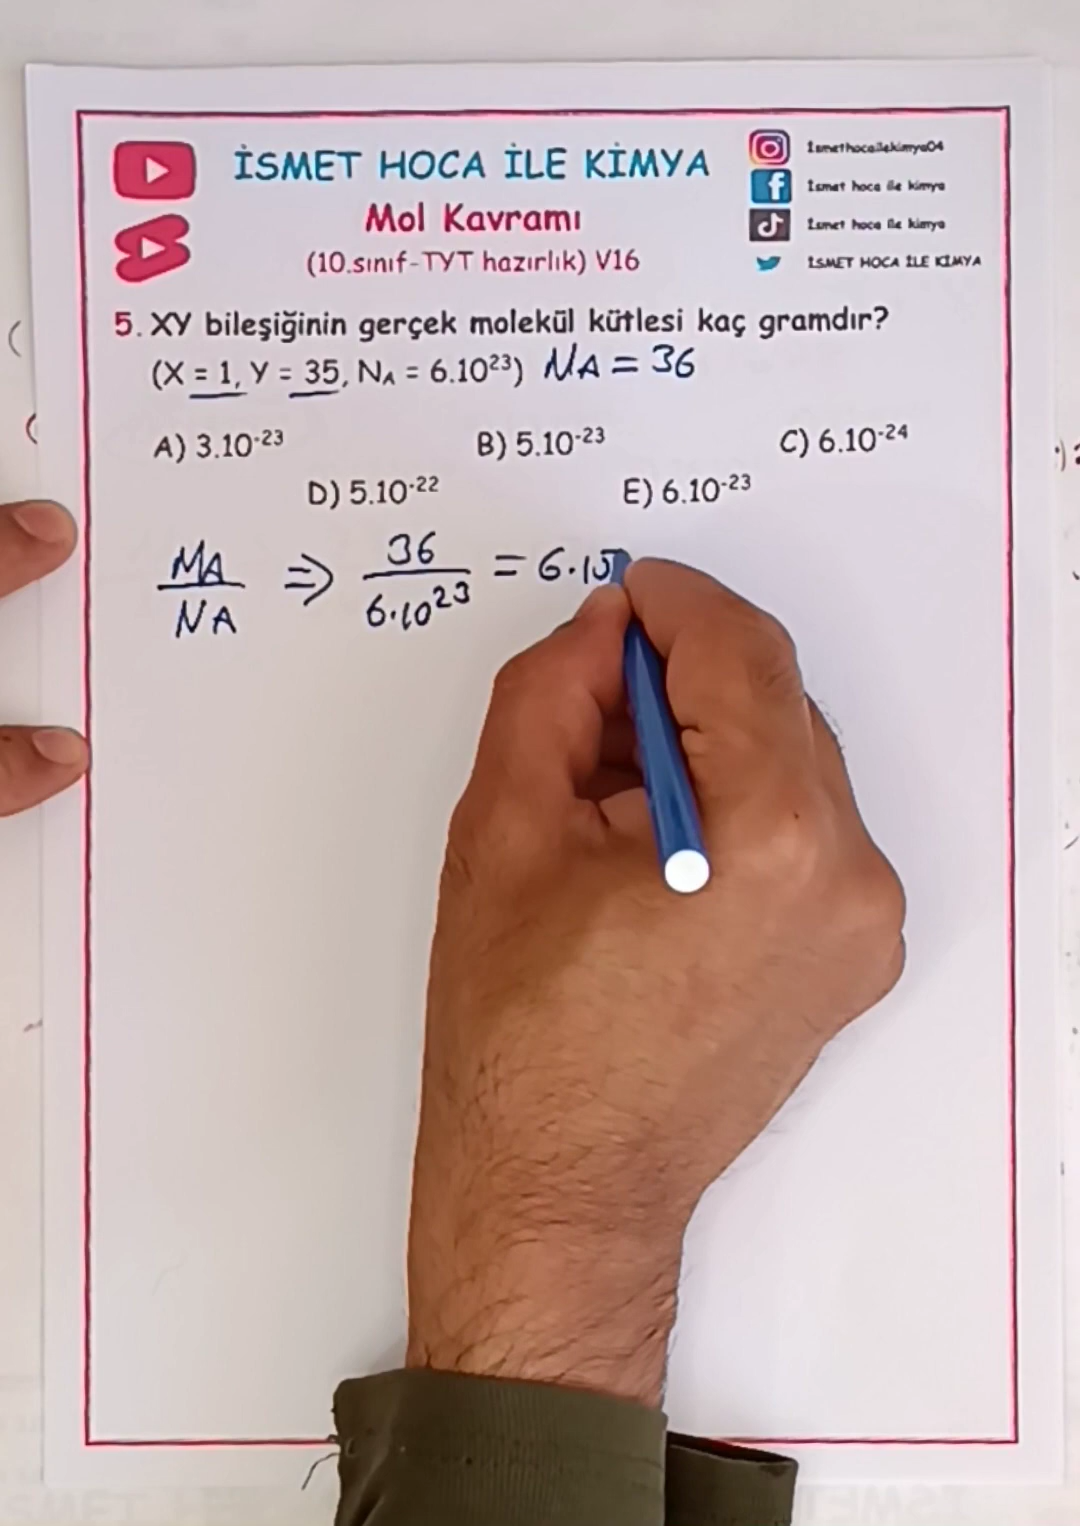 İSMET HOCA İLE KİMYA
Mol Kavramı
(10.sınıf-TYT hazırlık) V16
İsmethocailekimya04
İsmet hoca ile kimya
İsmet hoca ile kimya
İSMET HOCA İLE KİMYA
5. XY bileşiğinin gerçek molekül kütlesi kaç gramdır?
(X = 1, Y = 35, N_A = 6.10²³) MA = 36
A) 3.10⁻²³ B) 5.10⁻²³ C) 6.10⁻²⁴
D) 5.10⁻²² E) 6.10⁻²³
MA/NA ⇒ 36/6.10²³ = 6.10